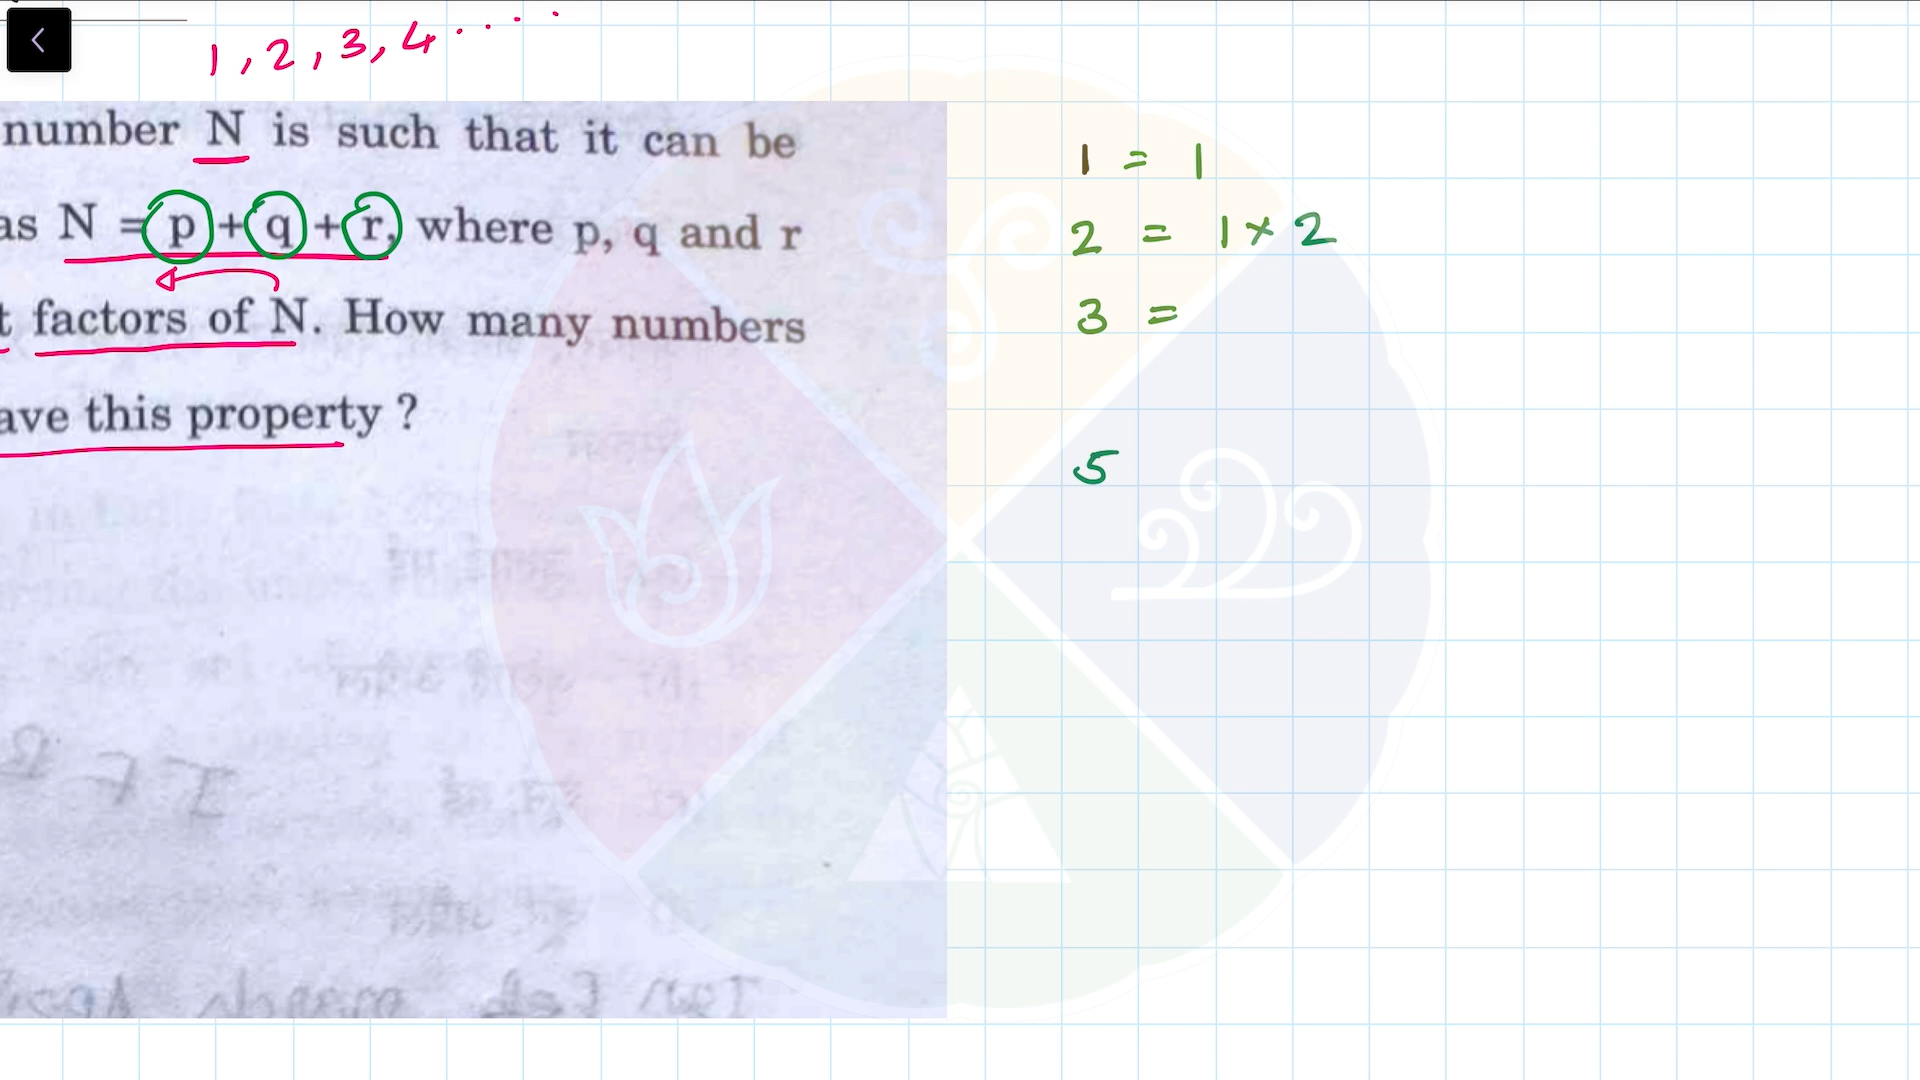 1, 2, 3, 4 ......
number N is such that it can be
as N = p + q + r, where p, q and r
t factors of N. How many numbers
ave this property ?
1 = 1
2 = 1 × 2
3 =
5